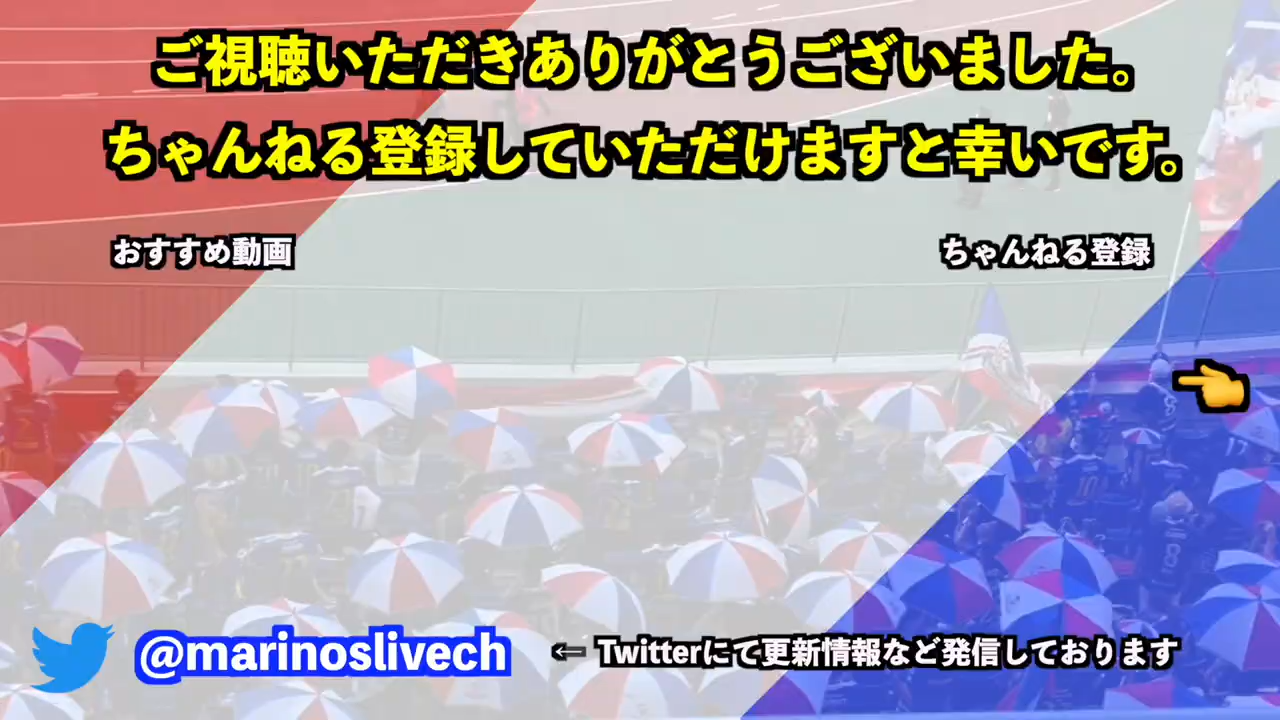 ご視聴いただきありがとうございました。
ちゃんねる登録していただけますと幸いです。
おすすめ動画
ちゃんねる登録
@marinoslivech
← Twitterにて更新情報など発信しております